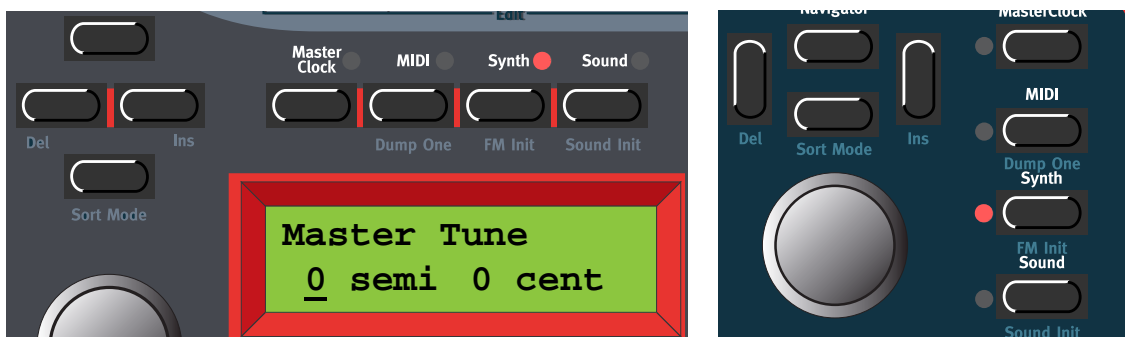 Edit
Master Clock MIDI Synth Sound
Del Ins
Dump One FM Init Sound Init
Sort Mode
Master Tune
0 semi 0 cent
Navigator
MasterClock
MIDI
Del Ins
Sort Mode
Dump One
Synth
FM Init
Sound
Sound Init